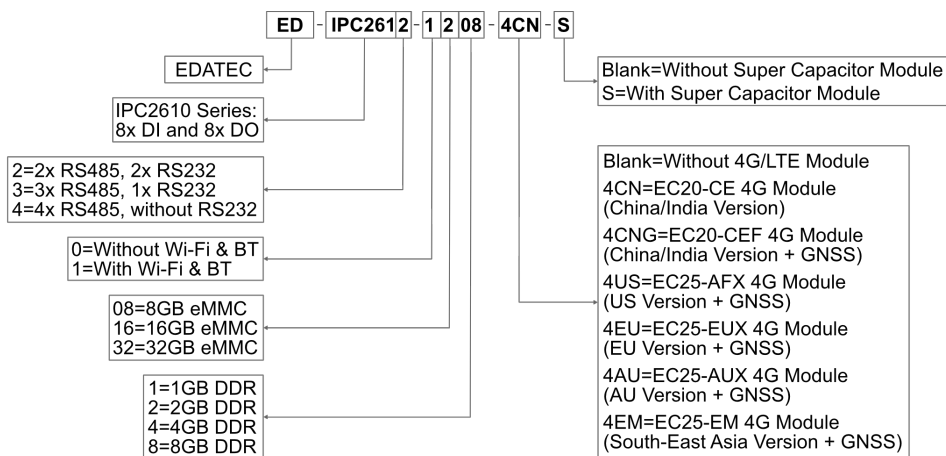 ED - IPC2612 - 1 2 08 - 4CN - S
EDATEC
IPC2610 Series:
8x DI and 8x DO
2=2x RS485, 2x RS232
3=3x RS485, 1x RS232
4=4x RS485, without RS232
0=Without Wi-Fi & BT
1=With Wi-Fi & BT
08=8GB eMMC
16=16GB eMMC
32=32GB eMMC
1=1GB DDR
2=2GB DDR
4=4GB DDR
8=8GB DDR
Blank=Without Super Capacitor Module
S=With Super Capacitor Module
Blank=Without 4G/LTE Module
4CN=EC20-CE 4G Module
(China/India Version)
4CNG=EC20-CEF 4G Module
(China/India Version + GNSS)
4US=EC25-AFX 4G Module
(US Version + GNSS)
4EU=EC25-EUX 4G Module
(EU Version + GNSS)
4AU=EC25-AUX 4G Module
(AU Version + GNSS)
4EM=EC25-EM 4G Module
(South-East Asia Version + GNSS)